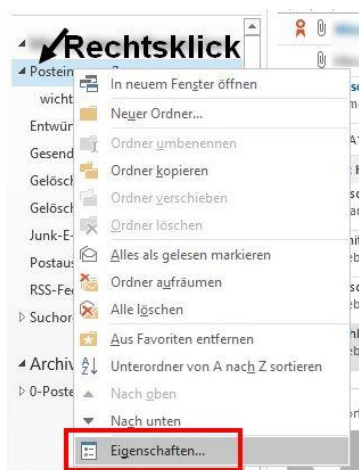 Rechtsklick
Postein
In neuem Fenster öffnen
wicht
Neuer Ordner...
Entwür
Ordner umbenennen
Gesend
Ordner kopieren
Gelösch
Ordner verschieben
Gelösch
Ordner löschen
Junk-E-
Alles als gelesen markieren
Postaus
Ordner aufräumen
RSS-Fee
Alle löschen
Suchor
Aus Favoriten entfernen
Archiv
Unterordner von A nach Z sortieren
0-Poste
Nach oben
Nach unten
Eigenschaften...